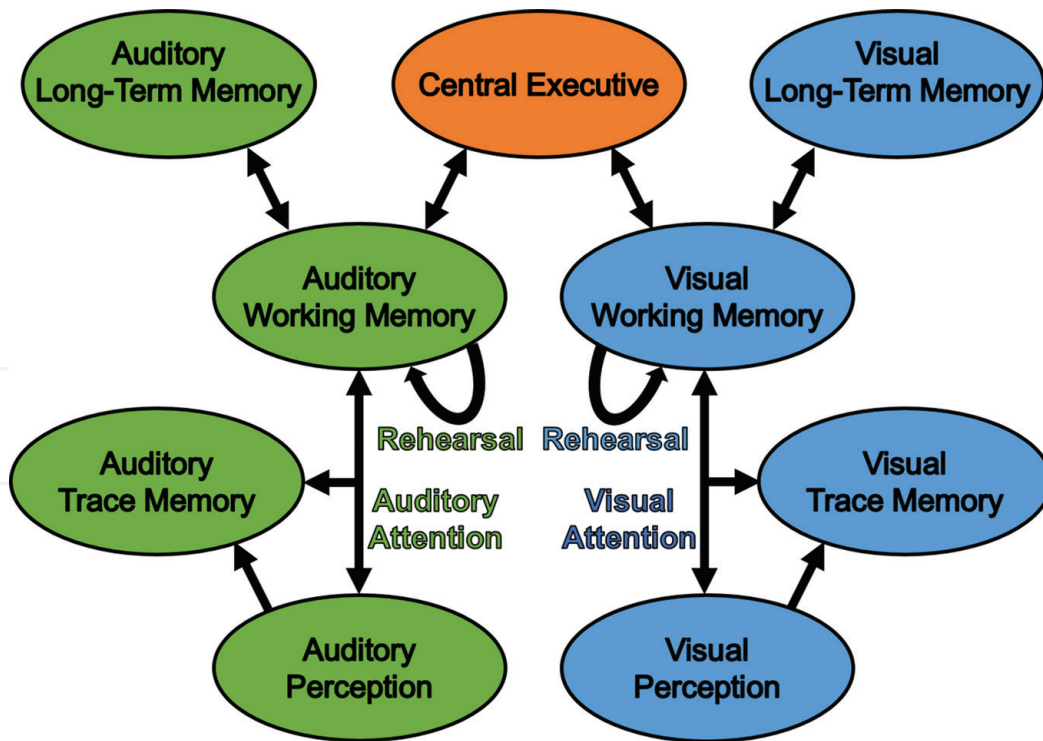 Auditory
Long-Term Memory
Central Executive
Visual
Long-Term Memory
Auditory
Working Memory
Visual
Working Memory
Rehearsal
Rehearsal
Auditory
Trace Memory
Auditory
Attention
Visual
Attention
Visual
Trace Memory
Auditory
Perception
Visual
Perception